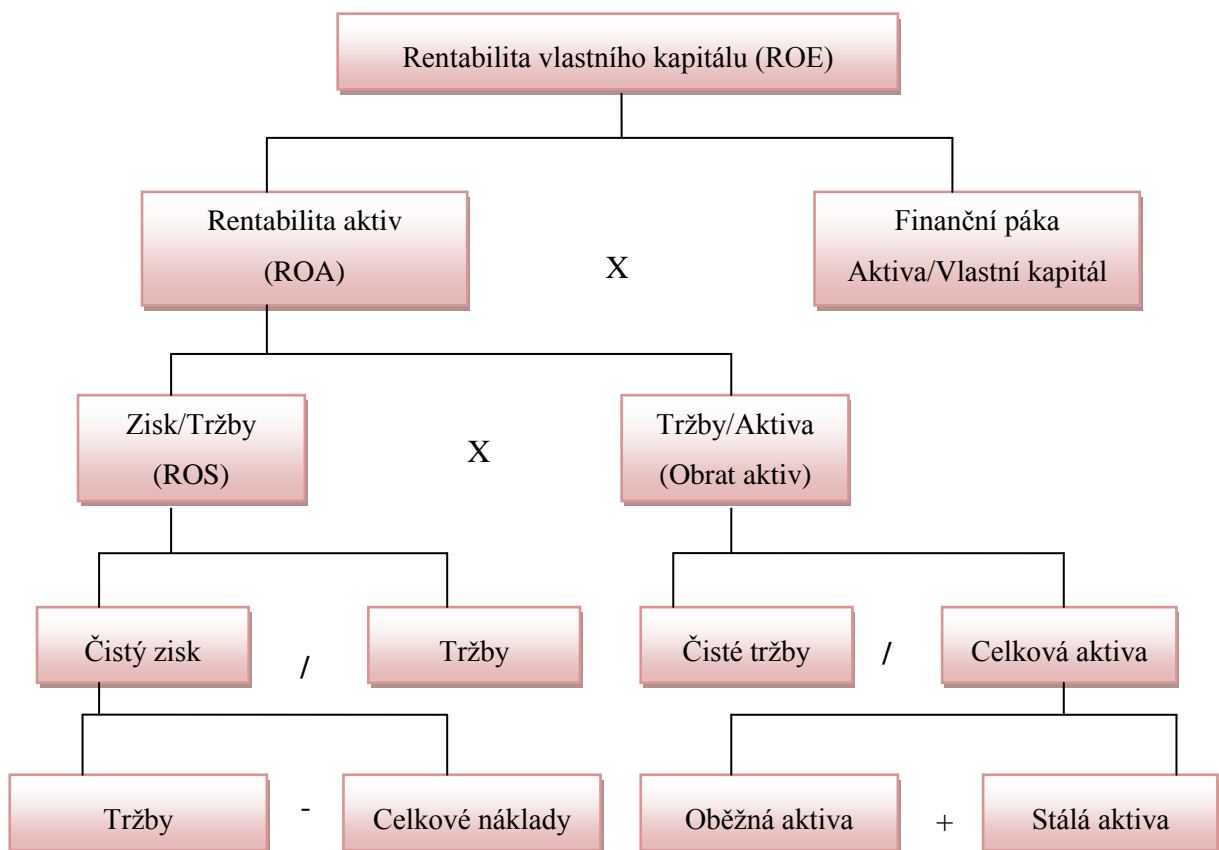 Rentabilita vlastního kapitálu (ROE)
Rentabilita aktiv
(ROA)
X
Finanční páka
Aktiva/Vlastní kapitál
Zisk/Tržby
(ROS)
X
Tržby/Aktiva
(Obrat aktiv)
Čistý zisk
/
Tržby
Čisté tržby
/
Celková aktiva
Tržby
-
Celkové náklady
Oběžná aktiva
+
Stálá aktiva